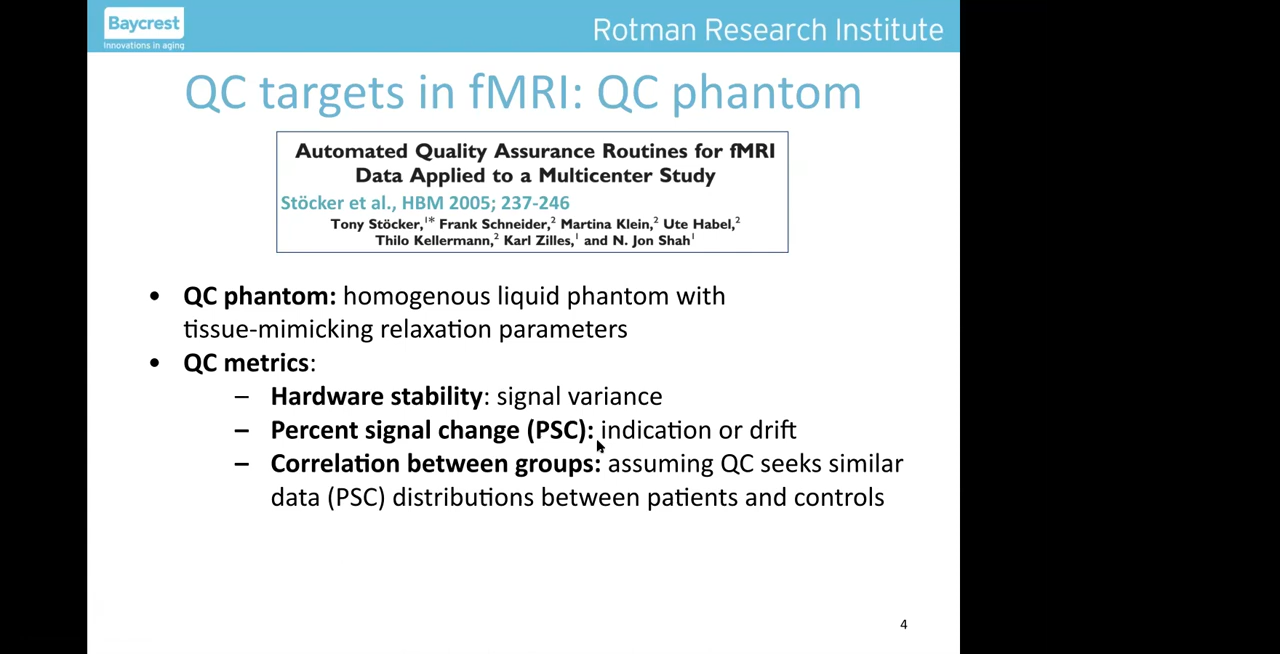 Baycrest
Innovations in aging
Rotman Research Institute
QC targets in fMRI: QC phantom
Automated Quality Assurance Routines for fMRI
Data Applied to a Multicenter Study
Stöcker et al., HBM 2005; 237-246
Tony Stöcker,¹* Frank Schneider,² Martina Klein,² Ute Habel,²
Thilo Kellermann,² Karl Zilles,¹ and N. Jon Shah¹
• QC phantom: homogenous liquid phantom with
tissue-mimicking relaxation parameters
• QC metrics:
– Hardware stability: signal variance
– Percent signal change (PSC): indication or drift
– Correlation between groups: assuming QC seeks similar
data (PSC) distributions between patients and controls
4